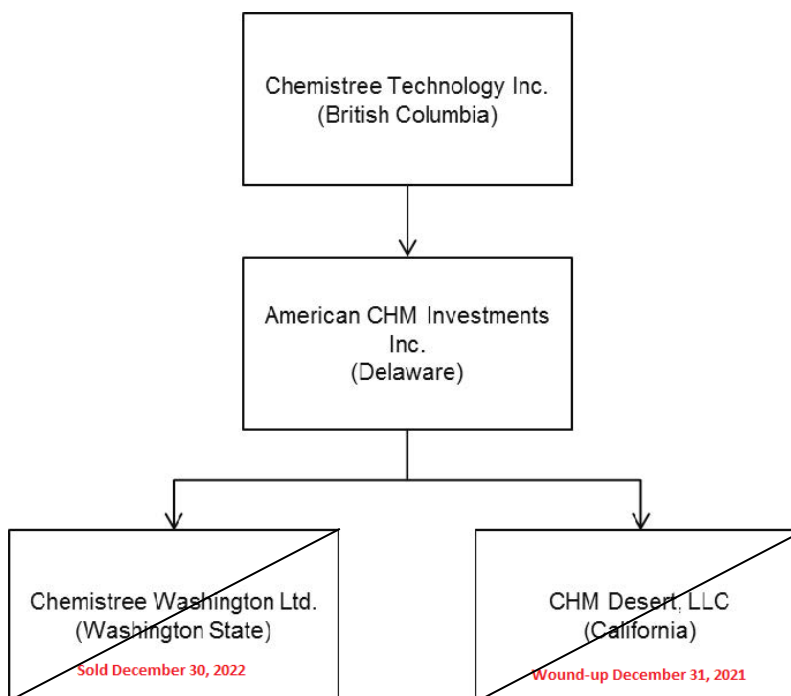 Chemistree Technology Inc.
(British Columbia)
American CHM Investments
Inc.
(Delaware)
Chemistree Washington Ltd.
(Washington State)
Sold December 30, 2022
CHM Desert, LLC
(California)
Wound-up December 31, 2021